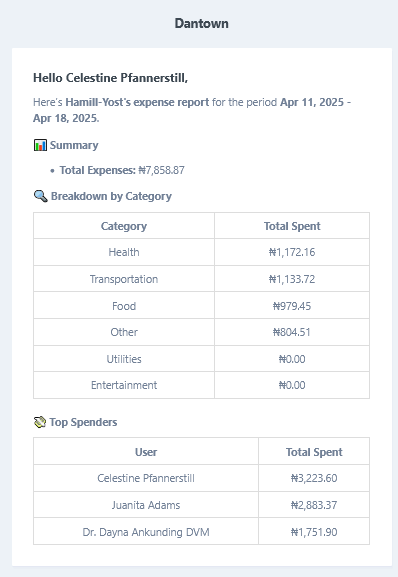 Dantown
Hello Celestine Pfannerstill,
Here's Hamill-Yost's expense report for the period Apr 11, 2025 -
Apr 18, 2025.
📊 Summary
• Total Expenses: ₦7,858.87
🔍 Breakdown by Category
Category Total Spent
Health ₦1,172.16
Transportation ₦1,133.72
Food ₦979.45
Other ₦804.51
Utilities ₦0.00
Entertainment ₦0.00
💸 Top Spenders
User Total Spent
Celestine Pfannerstill ₦3,223.60
Juanita Adams ₦2,883.37
Dr. Dayna Ankunding DVM ₦1,751.90